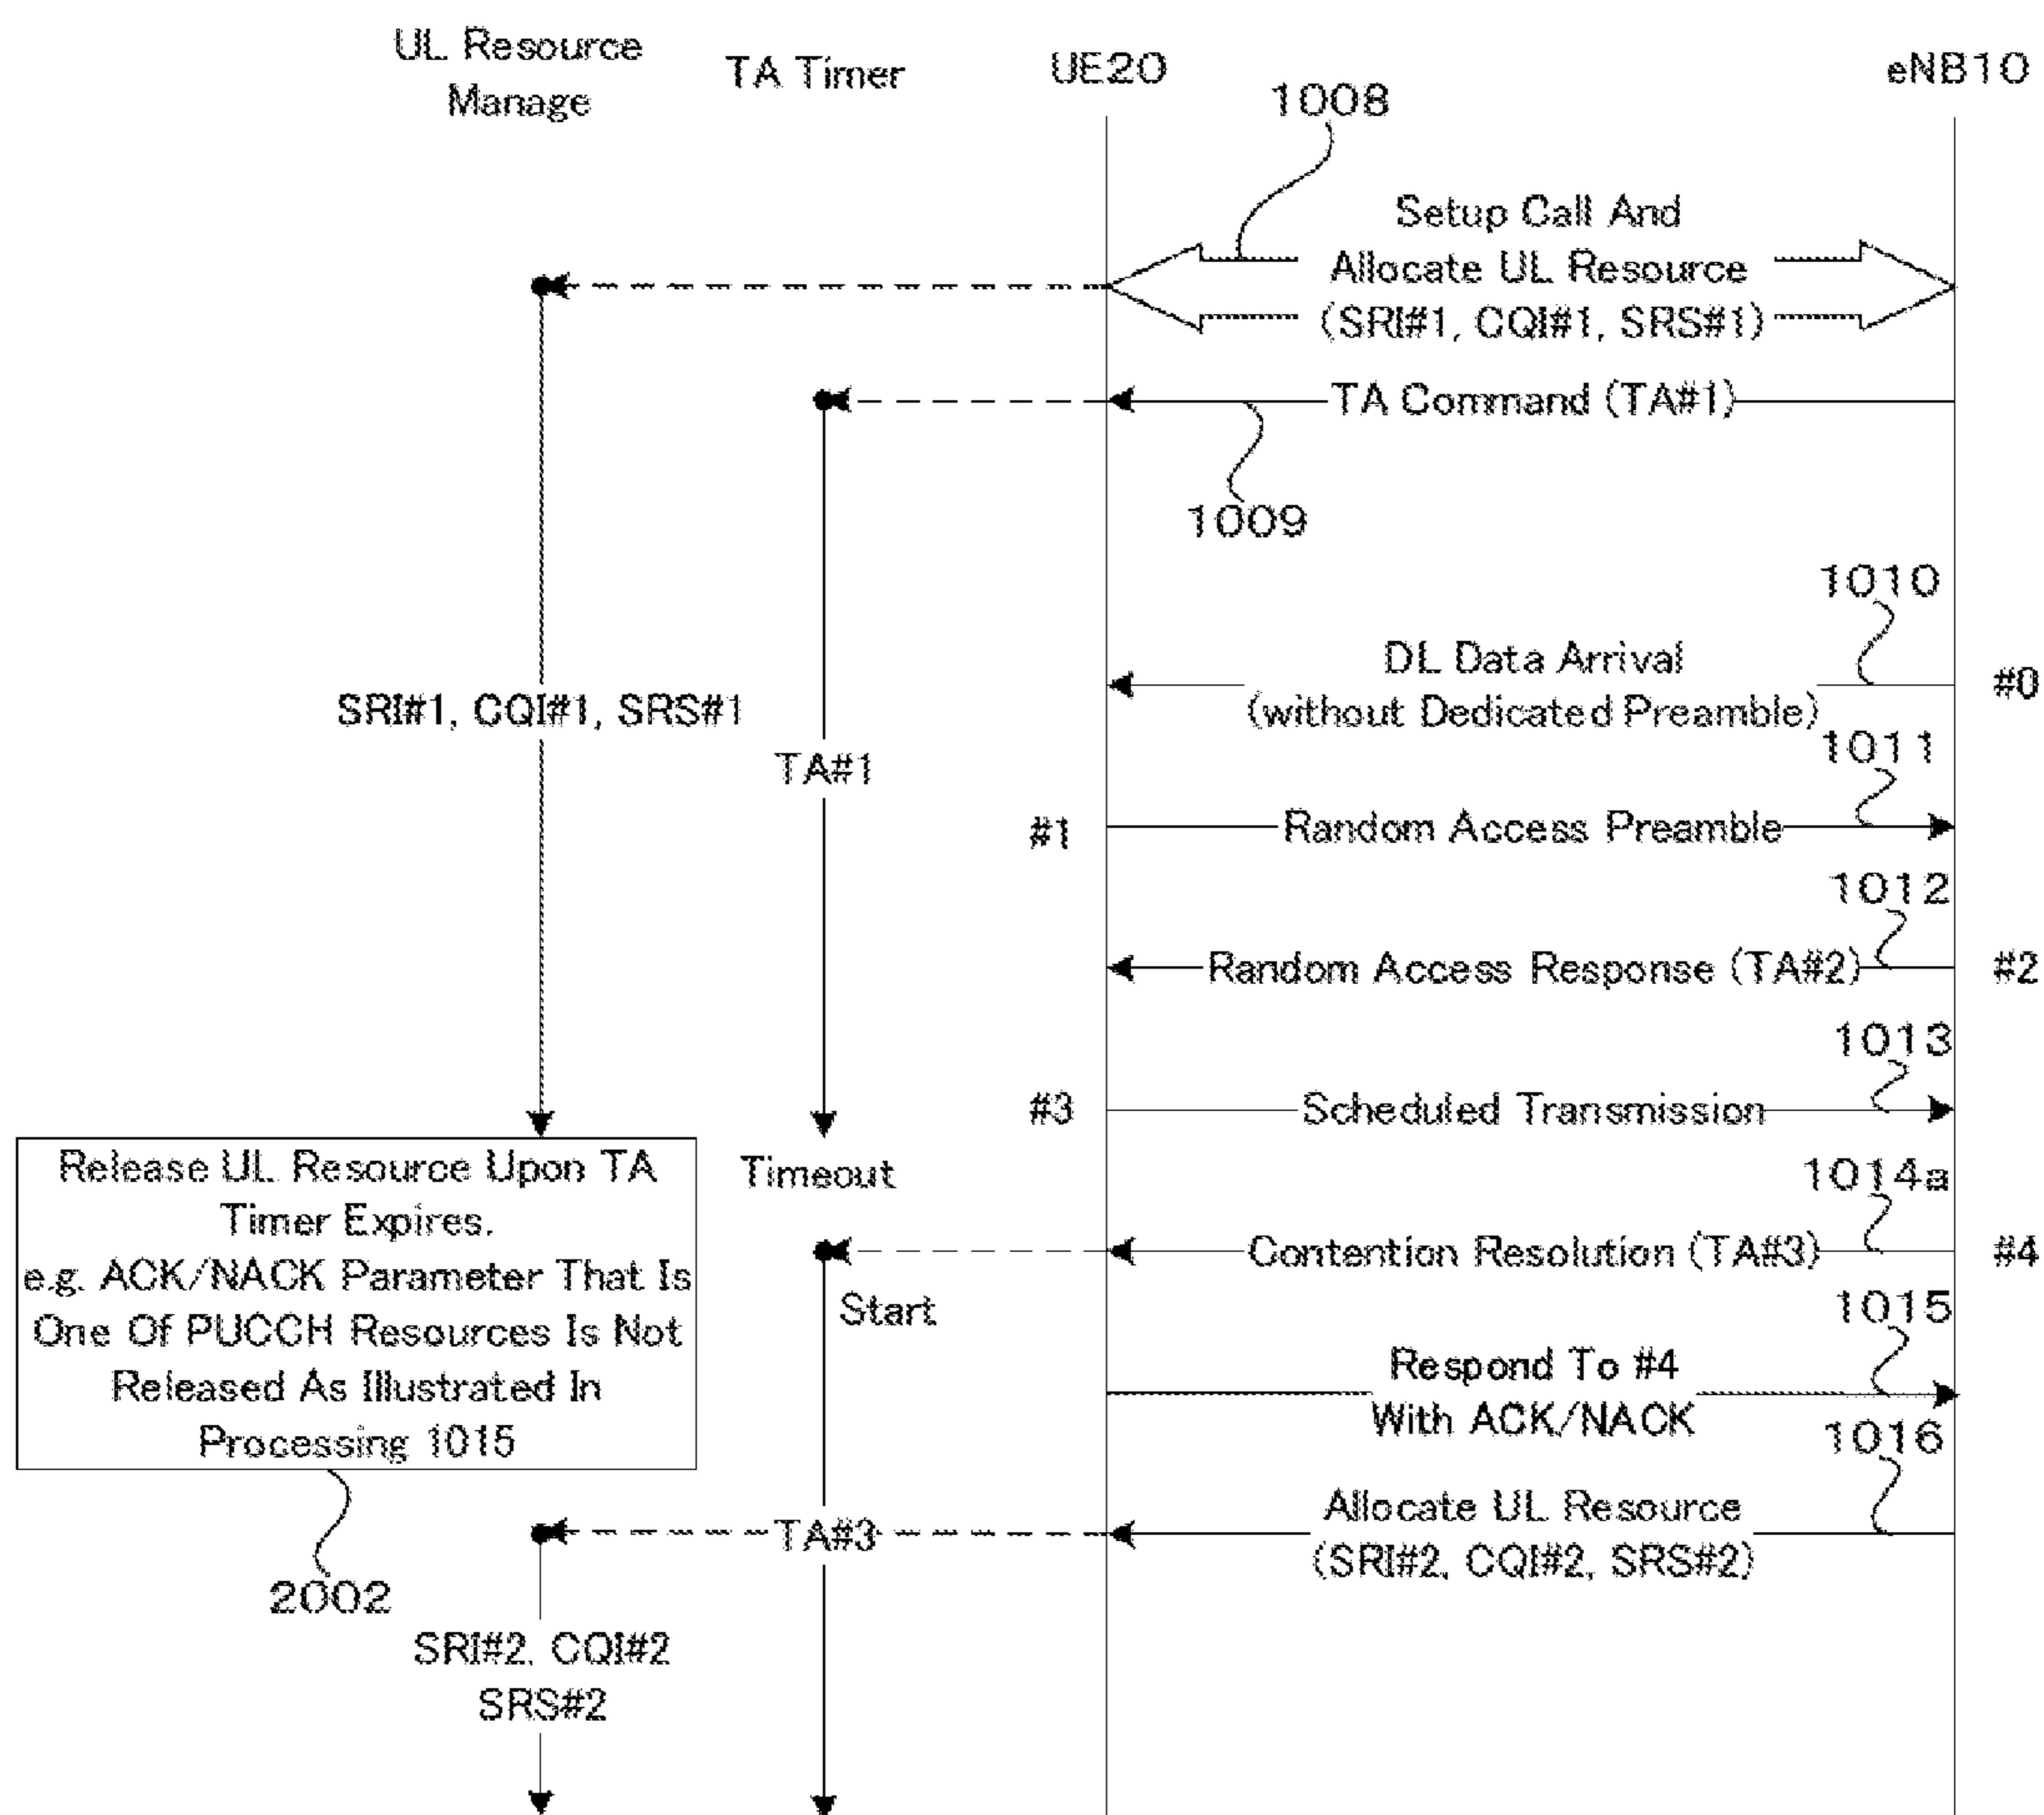 UL Resource
Manage
TA Timer
UE20
eNB10
1008
Setup Call And
Allocate UL Resource
(SRI#1, CQI#1, SRS#1)
TA Command (TA#1)
1009
1010
DL Data Arrival
(without Dedicated Preamble)
#0
SRI#1, CQI#1, SRS#1
TA#1
1011
#1
Random Access Preamble
1012
Random Access Response (TA#2)
#2
1013
#3
Scheduled Transmission
Release UL Resource Upon TA
Timer Expires.
e.g. ACK/NACK Parameter That Is
One Of PUCCH Resources Is Not
Released As Illustrated In
Processing 1015
Timeout
1014a
Contention Resolution (TA#3)
#4
Start
1015
Respond To #4
With ACK/NACK
1016
Allocate UL Resource
(SRI#2, CQI#2, SRS#2)
TA#3
2002
SRI#2, CQI#2
SRS#2